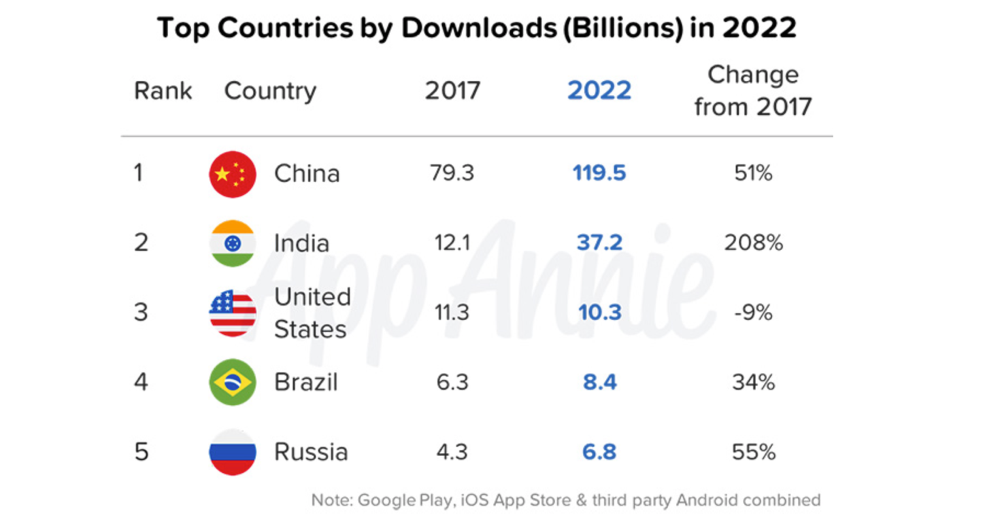 Top Countries by Downloads (Billions) in 2022
Rank Country 2017 2022 Change from 2017
1 China 79.3 119.5 51%
2 India 12.1 37.2 208%
3 United States 11.3 10.3 -9%
4 Brazil 6.3 8.4 34%
5 Russia 4.3 6.8 55%
App Annie
Note: Google Play, iOS App Store & third party Android combined